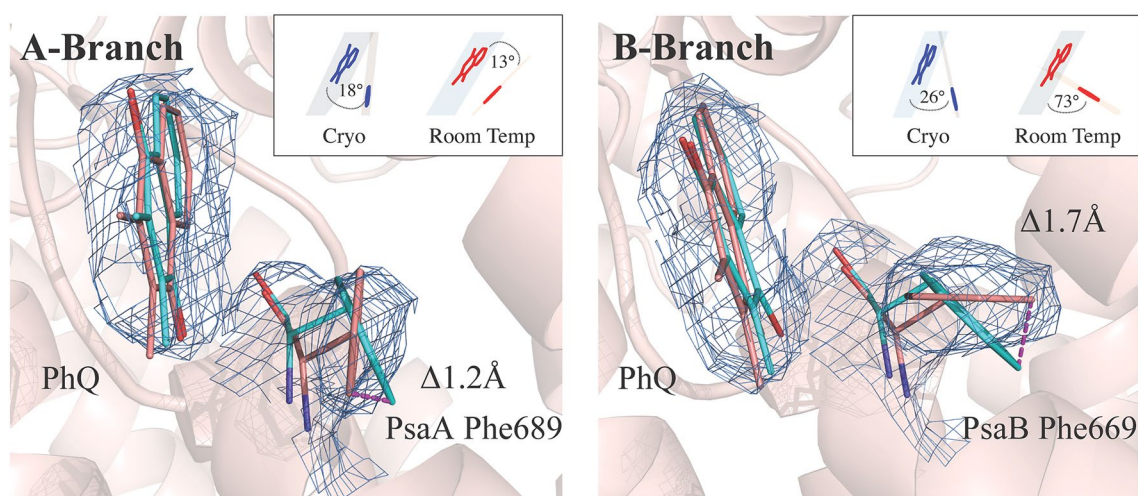 A-Branch
18°
13°
Cryo
Room Temp
PhQ
Δ1.2Å
PsaA Phe689
B-Branch
26°
73°
Cryo
Room Temp
Δ1.7Å
PhQ
PsaB Phe669